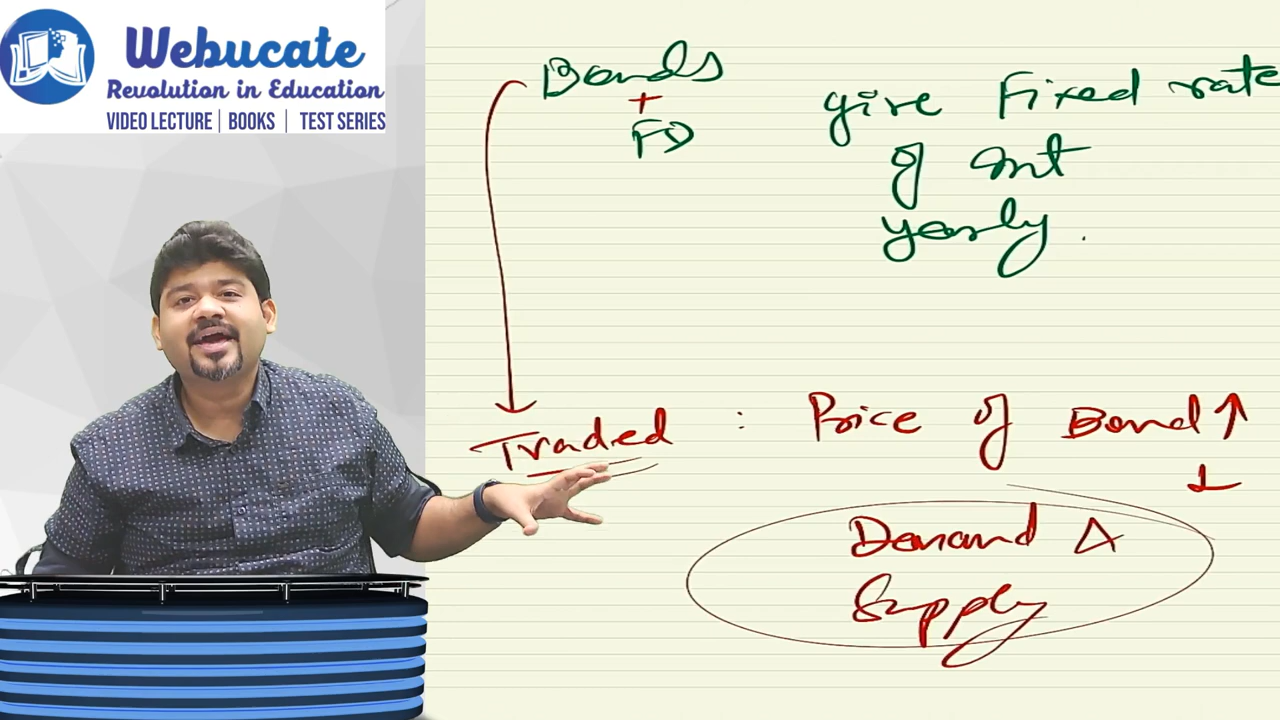 Webucate
Revolution in Education
VIDEO LECTURE | BOOKS | TEST SERIES
Bonds
+
FD
give Fixed rate
of Int
yearly.
Traded : Price of Bond ↑
↓
Demand Δ
Supply